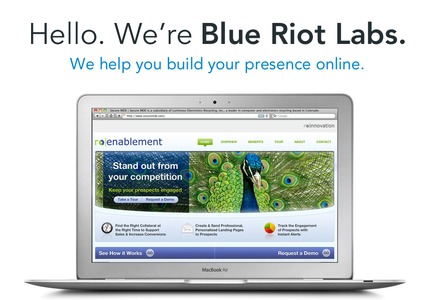 Hello. We're Blue Riot Labs.
We help you build your presence online.
re|innovation
re|enablement
HOME OVERVIEW BENEFITS TOUR ABOUT CONTACT
Stand out from
your competition
Keep your prospects engaged
Take a Tour Request a Demo
Find the Right Collateral at
the Right Time to Support
Sales & Increase Conversions
Create & Send Professional,
Personalized Landing Pages
to Prospects
Track the Engagement
of Prospects with
Instant Alerts
See How it Works GO
Request a Demo GO
MacBook Air